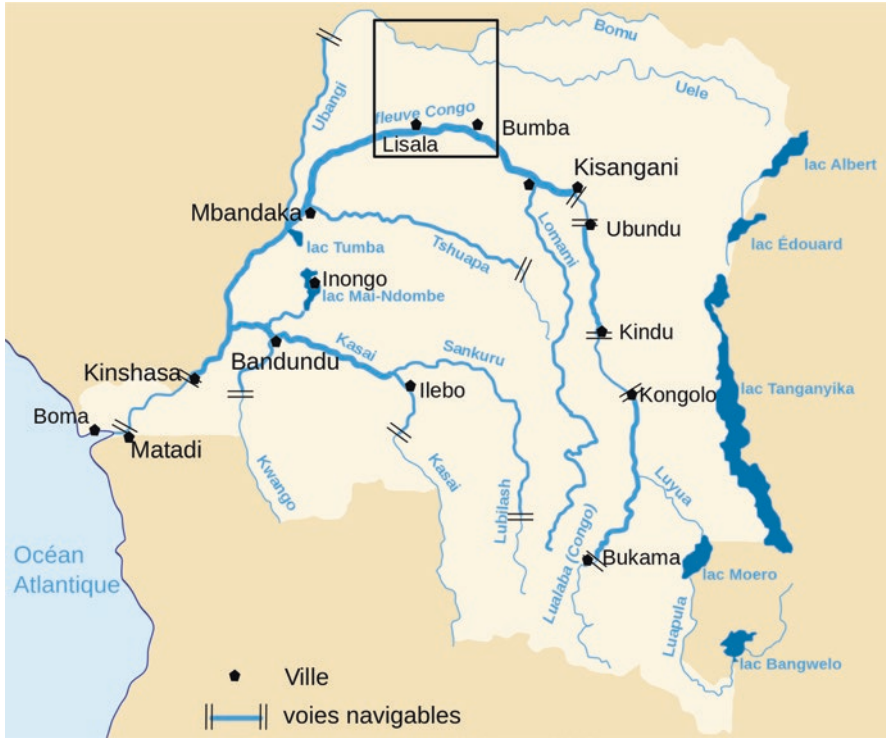 Bomu
Ubangi
Uele
fleuve Congo
Lisala
Bumba
lac Albert
Kisangani
Mbandaka
Lomami
Ubundu
lac Édouard
lac Tumba
Tshuapa
Inongo
lac Mai-Ndombe
Kindu
Bandundu
Kasai
Sankuru
Kinshasa
Ilebo
Kongolo
lac Tanganyika
Boma
Matadi
Kwango
Kasai
Lubilash
Luyua
Lualaba (Congo)
Océan
Atlantique
Bukama
lac Moero
Luapula
lac Bangwelo
Ville
voies navigables